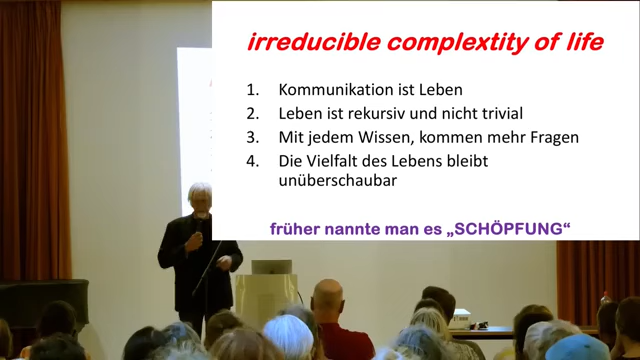 irreducible complextity of life
1. Kommunikation ist Leben
2. Leben ist rekursiv und nicht trivial
3. Mit jedem Wissen, kommen mehr Fragen
4. Die Vielfalt des Lebens bleibt
unüberschaubar
früher nannte man es „SCHÖPFUNG“